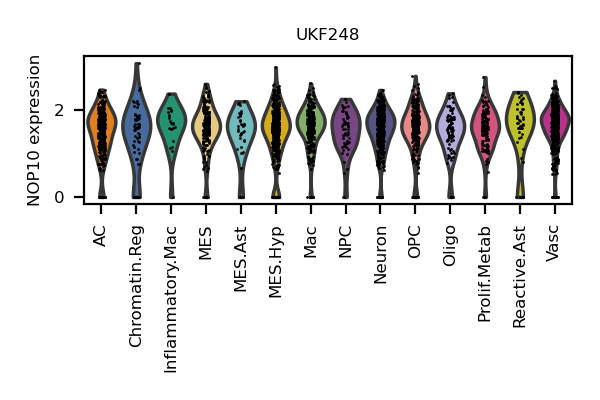 UKF248
NOP10 expression
2
0
AC
Chromatin.Reg
Inflammatory.Mac
MES
MES.Ast
MES.Hyp
Mac
NPC
Neuron
OPC
Oligo
Prolif.Metab
Reactive.Ast
Vasc